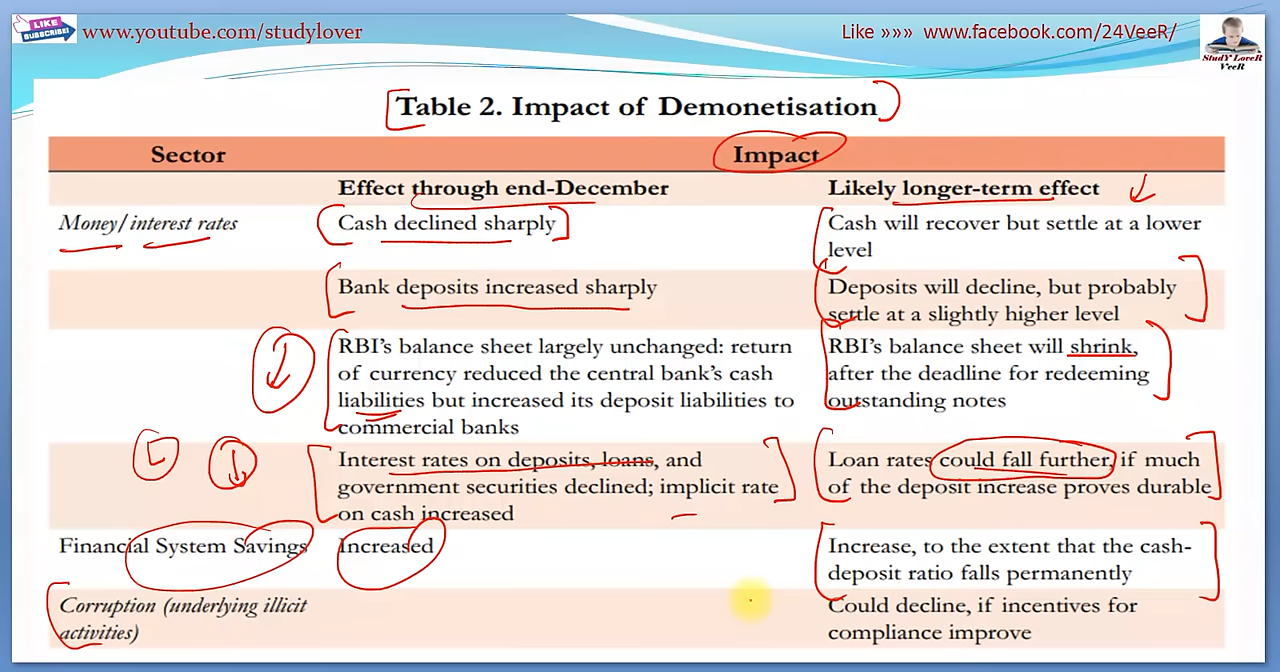 LIKE
SUBSCRIBE!
www.youtube.com/studylover
Like »»» www.facebook.com/24VeeR/
StudY LoveR
VeeR
Table 2. Impact of Demonetisation
Sector
Impact
Effect through end-December
Likely longer-term effect
Money/interest rates
Cash declined sharply
Cash will recover but settle at a lower
level
Bank deposits increased sharply
Deposits will decline, but probably
settle at a slightly higher level
RBI's balance sheet largely unchanged: return
of currency reduced the central bank's cash
liabilities but increased its deposit liabilities to
commercial banks
RBI's balance sheet will shrink,
after the deadline for redeeming
outstanding notes
Interest rates on deposits, loans, and
government securities declined; implicit rate
on cash increased
Loan rates could fall further, if much
of the deposit increase proves durable
Financial System Savings
Increased
Increase, to the extent that the cash-
deposit ratio falls permanently
Corruption (underlying illicit
activities)
Could decline, if incentives for
compliance improve